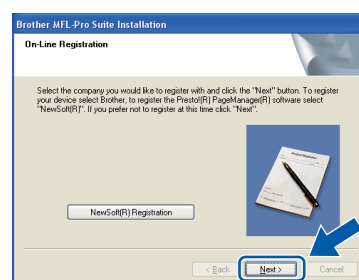 Brother MFL-Pro Suite Installation
On-Line Registration
Select the company you would like to register with and click the "Next" button. To register
your device select Brother, to register the Presto!(R) PageManager(R) software select
"NewSoft(R)". If you prefer not to register at this time click "Next".
NewSoft(R) Registration
< Back
Next >
Cancel